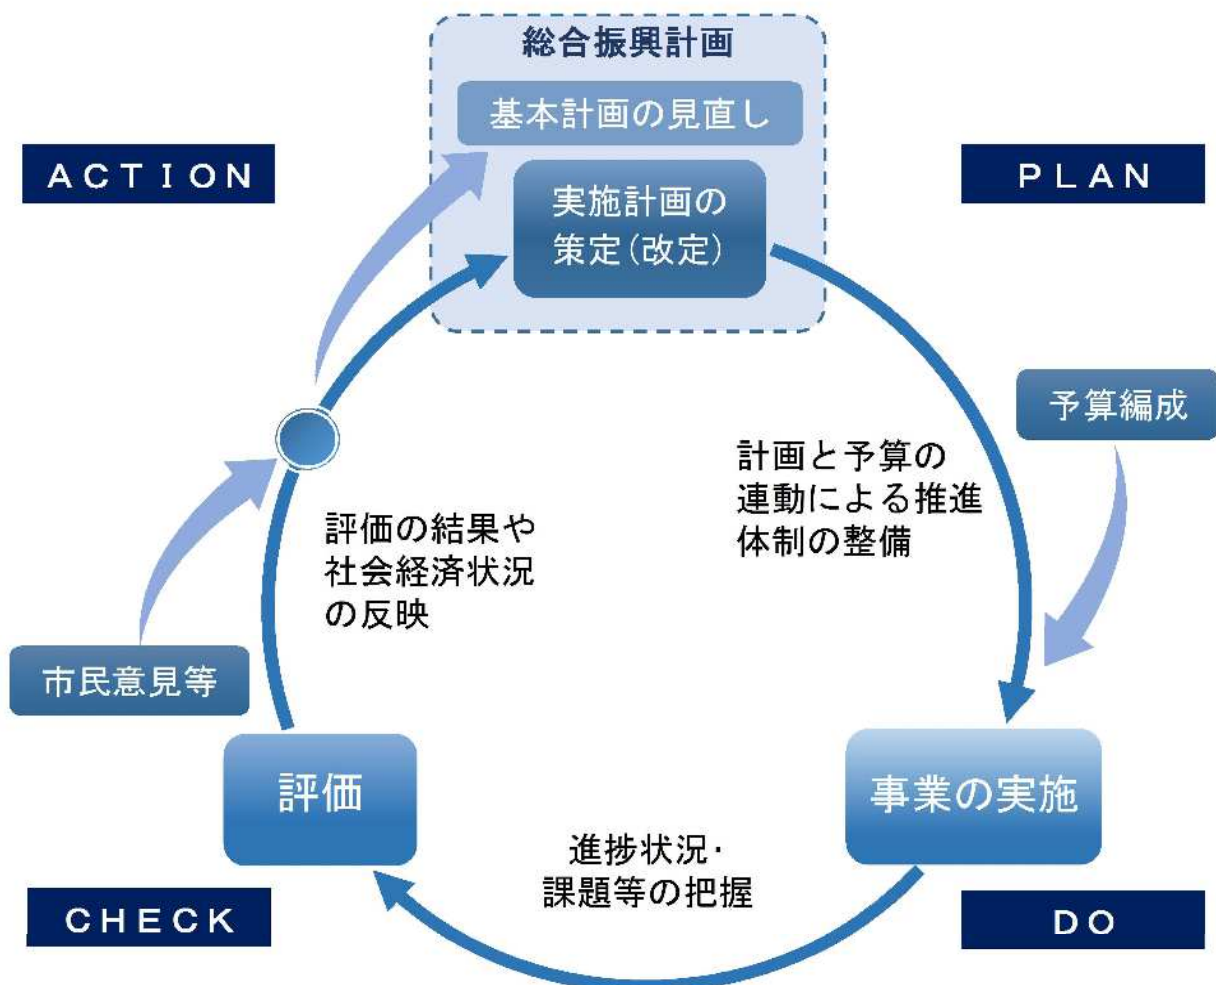 総合振興計画
基本計画の見直し
ACTION
PLAN
実施計画の
策定(改定)
予算編成
計画と予算の
連動による推進
体制の整備
評価の結果や
社会経済状況
の反映
市民意見等
評価
事業の実施
進捗状況・
課題等の把握
CHECK
DO